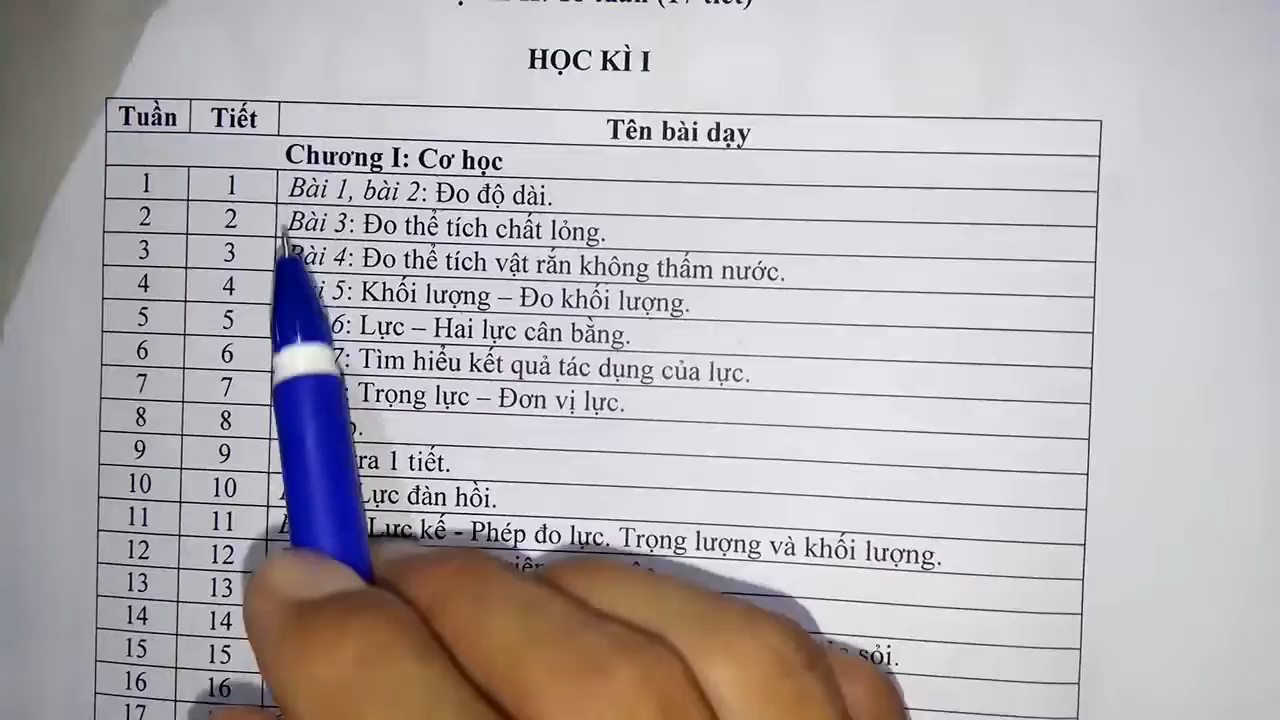 (17 tiết)
HỌC KÌ I
Tuần Tiết Tên bài dạy
Chương I: Cơ học
1 1 Bài 1, bài 2: Đo độ dài.
2 2 Bài 3: Đo thể tích chất lỏng.
3 3 Bài 4: Đo thể tích vật rắn không thấm nước.
4 4 5: Khối lượng – Đo khối lượng.
5 5 6: Lực – Hai lực cân bằng.
6 6 7: Tìm hiểu kết quả tác dụng của lực.
7 7 Trọng lực – Đơn vị lực.
8 8
9 9 ra 1 tiết.
10 10 Lực đàn hồi.
11 11 Lực kế - Phép đo lực. Trọng lượng và khối lượng.
12 12
13 13
14 14
15 15 sỏi.
16 16
17